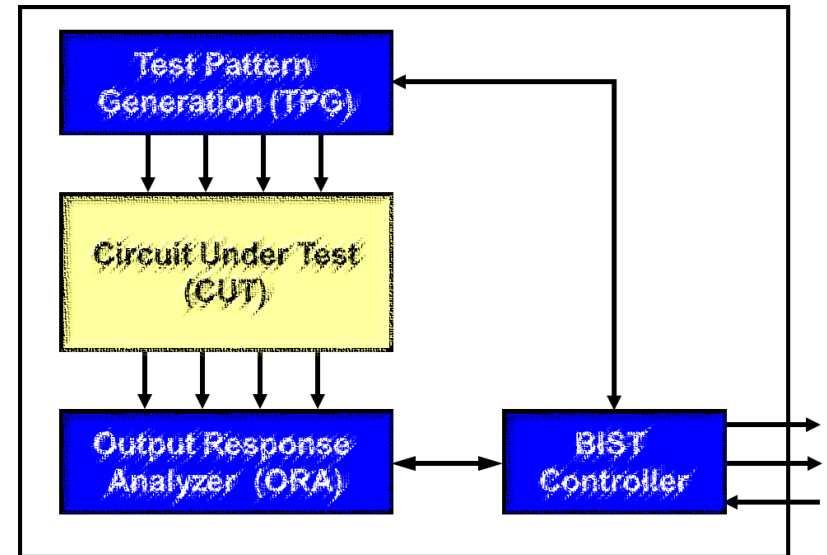 Test Pattern
Generation (TPG)
Circuit Under Test
(CUT)
Output Response
Analyzer (ORA)
BIST
Controller